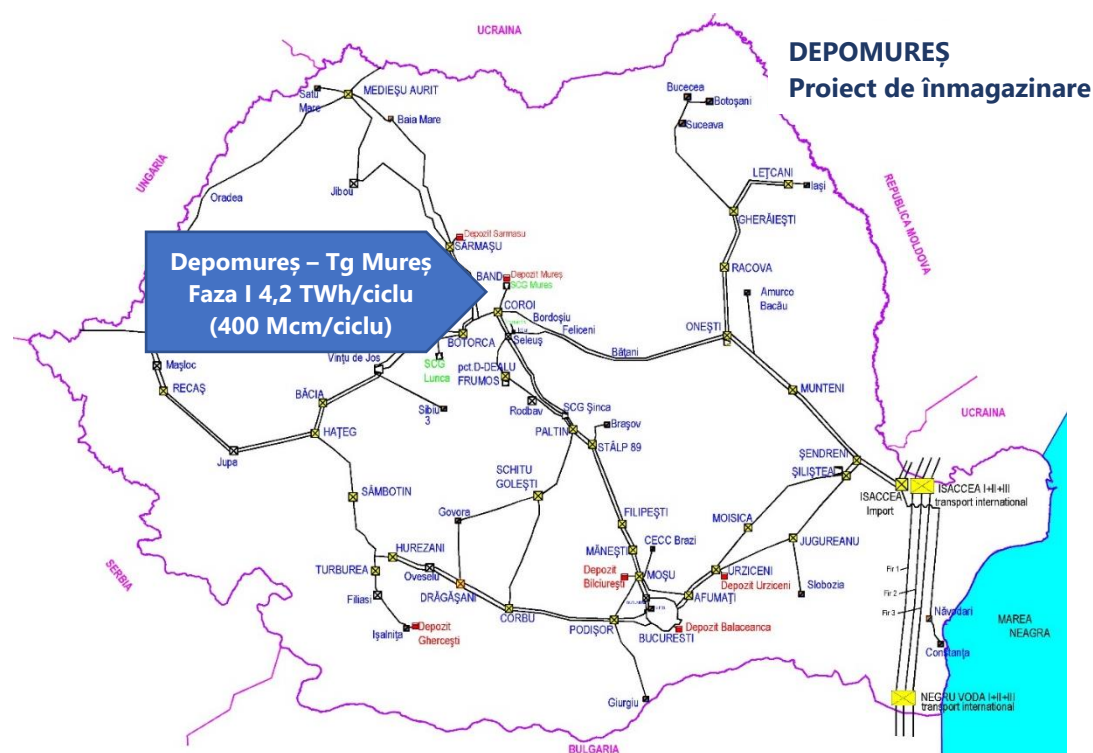 DEPOMUREȘ
Proiect de înmagazinare
UCRAINA
Satu
Mare
MEDIEȘU AURIT
Baia Mare
Bucecea
Botoșani
Suceava
UNGARIA
Oradea
Jibou
LEȚCANI
Iași
GHERĂIEȘTI
REPUBLICA MOLDOVA
Depozit Sarmasu
SĂRMAȘU
Depomureș – Tg Mureș
Faza I 4,2 TWh/ciclu
(400 Mcm/ciclu)
BAND
Depozit Mureș
SCG Mures
RACOVA
Amurco
Bacău
COROI
Bordoșiu
Feliceni
ONEȘTI
BOTORCA
Seleuș
Bățani
Mașloc
Vințu de Jos
SCG
Lunca
pct.D-DEALU
FRUMOS
RECAȘ
BĂCIA
Sibiu
3
Rodbav
SCG Șinca
MUNTENI
UCRAINA
HAȚEG
PALTIN
Brașov
STÂLP 89
Jupa
ȘENDRENI
ȘILIȘTEA
SCHITU
GOLEȘTI
ISACCEA
Import
ISACCEA I+II+III
transport international
SÂMBOTIN
Govora
FILIPEȘTI
MOISICA
JUGUREANU
SERBIA
HUREZANI
MĂNEȘTI
CECC Brazi
TURBUREA
Oveselu
Depozit
Bilciurești
MOȘU
URZICENI
Depozit Urziceni
Slobozia
Fir 1
Fir 2
Fir 3
Filiasi
DRĂGĂȘANI
CORBU
AFUMAȚI
Năvodari
MAREA
NEAGRA
Ișalnița
Depozit
Ghercești
PODIȘOR
BUCURESTI
Depozit Balaceanca
Constanța
Giurgiu
NEGRU VODA I+II+III
transport international
BULGARIA